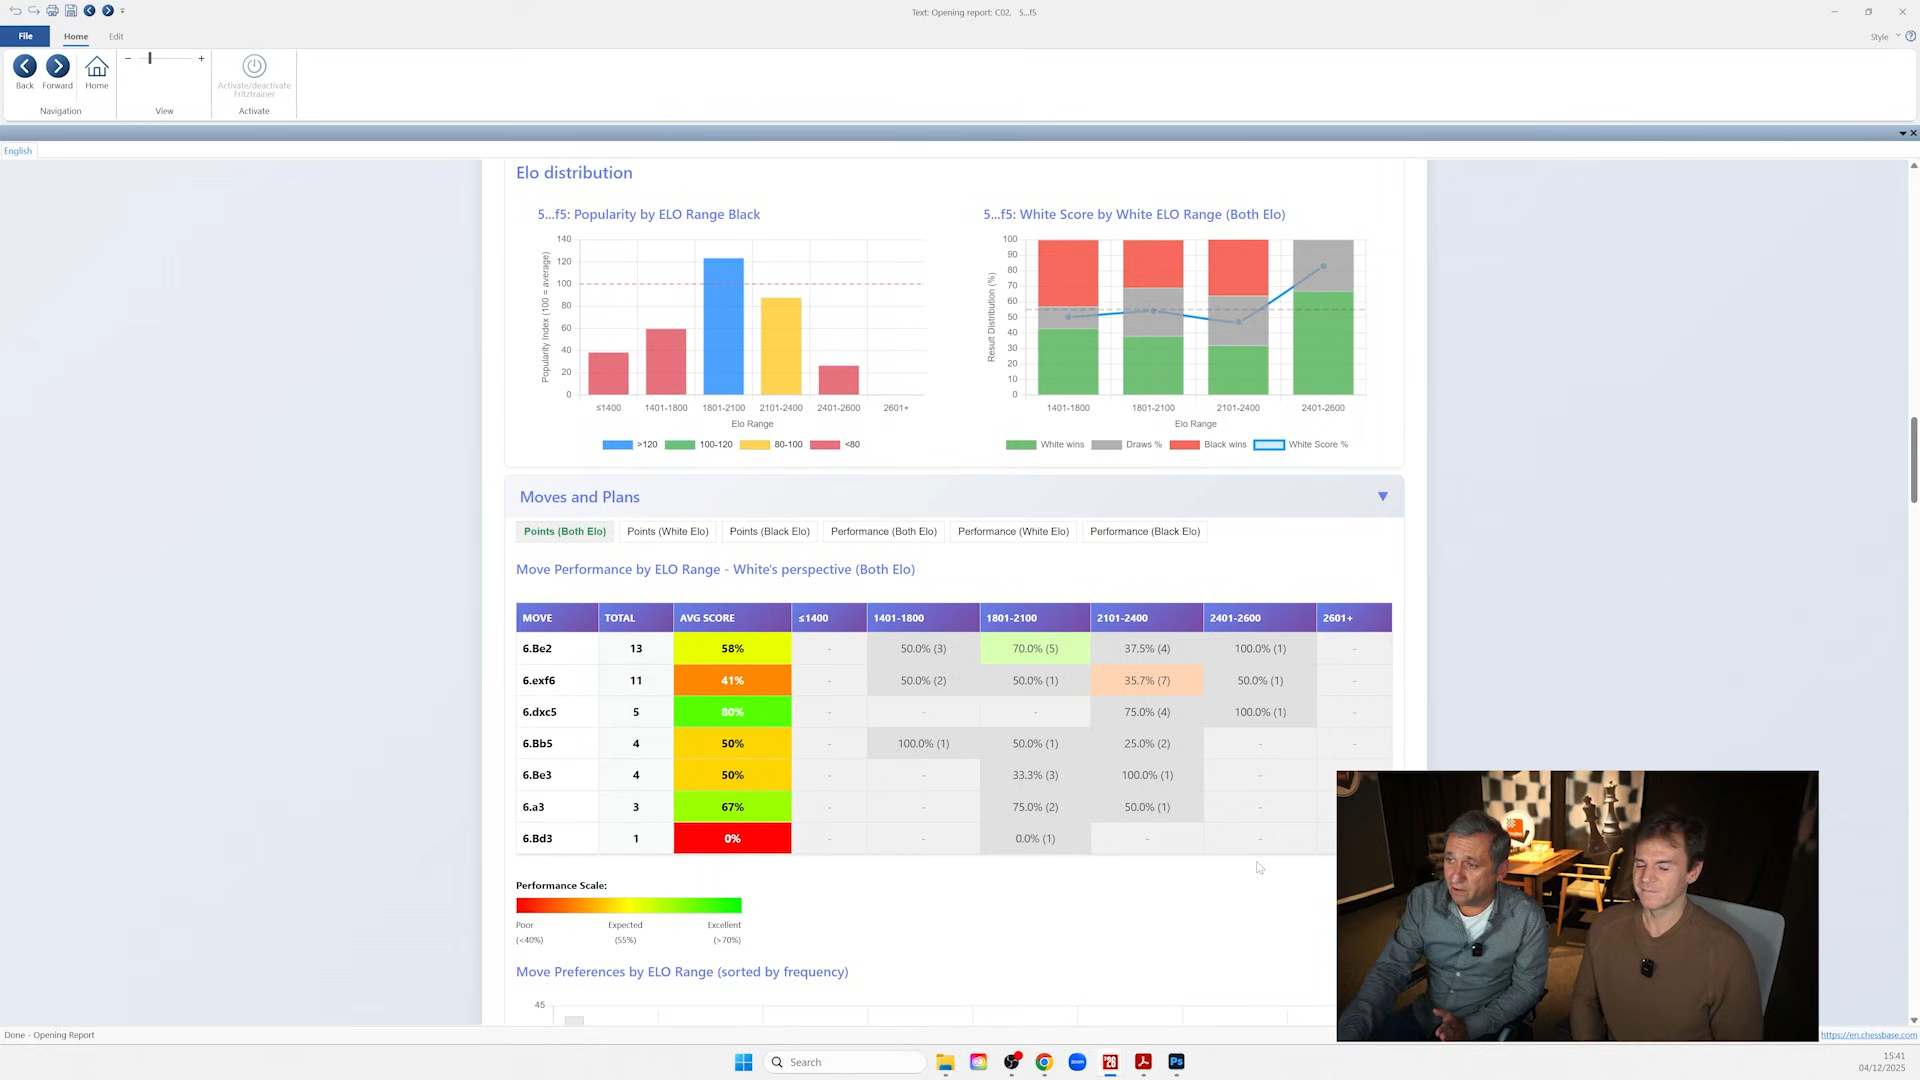 Text: Opening report: C02, 5...f5
File
Home
Edit
Style
Back
Forward
Home
− +
Activate/deactivate
Fritztrainer
Navigation
View
Activate
English
Elo distribution
5...f5: Popularity by ELO Range Black
140
120
100
80
60
40
20
0
Popularity Index (100 = average)
≤1400
1401-1800
1801-2100
2101-2400
2401-2600
2601+
Elo Range
>120
100-120
80-100
<80
5...f5: White Score by White ELO Range (Both Elo)
100
90
80
70
60
50
40
30
20
10
0
Result Distribution (%)
1401-1800
1801-2100
2101-2400
2401-2600
Elo Range
White wins
Draws %
Black wins
White Score %
Moves and Plans
Points (Both Elo)
Points (White Elo)
Points (Black Elo)
Performance (Both Elo)
Performance (White Elo)
Performance (Black Elo)
Move Performance by ELO Range - White's perspective (Both Elo)
MOVE TOTAL AVG SCORE ≤1400 1401-1800 1801-2100 2101-2400 2401-2600 2601+
6.Be2 13 58% - 50.0% (3) 70.0% (5) 37.5% (4) 100.0% (1) -
6.exf6 11 41% - 50.0% (2) 50.0% (1) 35.7% (7) 50.0% (1) -
6.dxc5 5 80% - - - 75.0% (4) 100.0% (1) -
6.Bb5 4 50% - 100.0% (1) 50.0% (1) 25.0% (2) - -
6.Be3 4 50% - - 33.3% (3) 100.0% (1) -
6.a3 3 67% - - 75.0% (2) 50.0% (1) -
6.Bd3 1 0% - - 0.0% (1) - -
Performance Scale:
Poor
(<40%)
Expected
(55%)
Excellent
(>70%)
Move Preferences by ELO Range (sorted by frequency)
45
Done - Opening Report
https://en.chessbase.com
Search
zoom
'26
Ps
15:41
04/12/2025